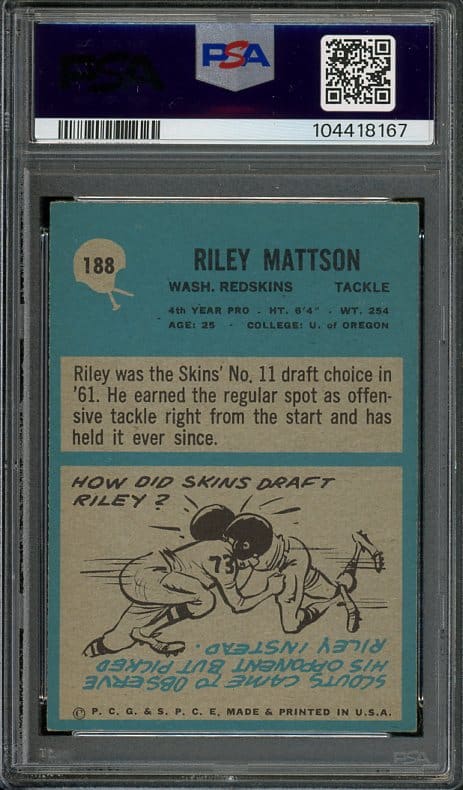 PSA
PSA
104418167
188
RILEY MATTSON
WASH. REDSKINS TACKLE
4th YEAR PRO - HT. 6'4" - WT. 254
AGE: 25 - COLLEGE: U. of OREGON
Riley was the Skins' No. 11 draft choice in
'61. He earned the regular spot as offen-
sive tackle right from the start and has
held it ever since.
HOW DID SKINS DRAFT
RILEY?
73
SCOUTS CAME TO OBSERVE
HIS OPPONENT BUT PICKED
RILEY INSTEAD.
© P. C. G. & S. P. C. E, MADE & PRINTED IN U.S.A.
PSA